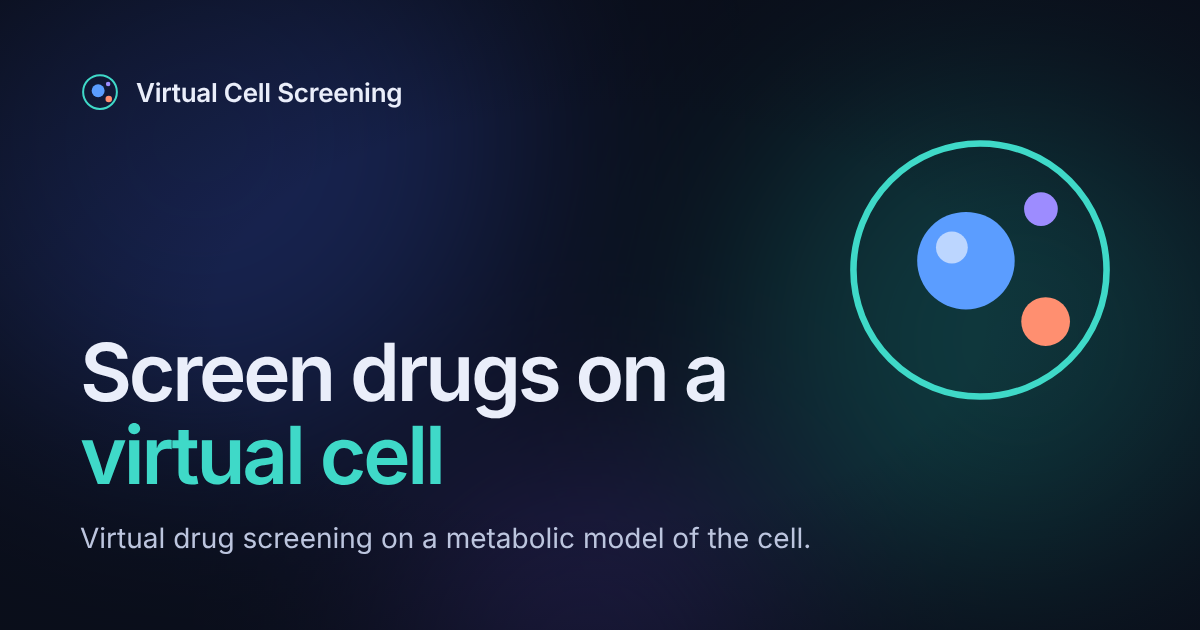 Virtual Cell Screening
Screen drugs on a
virtual cell
Virtual drug screening on a metabolic model of the cell.